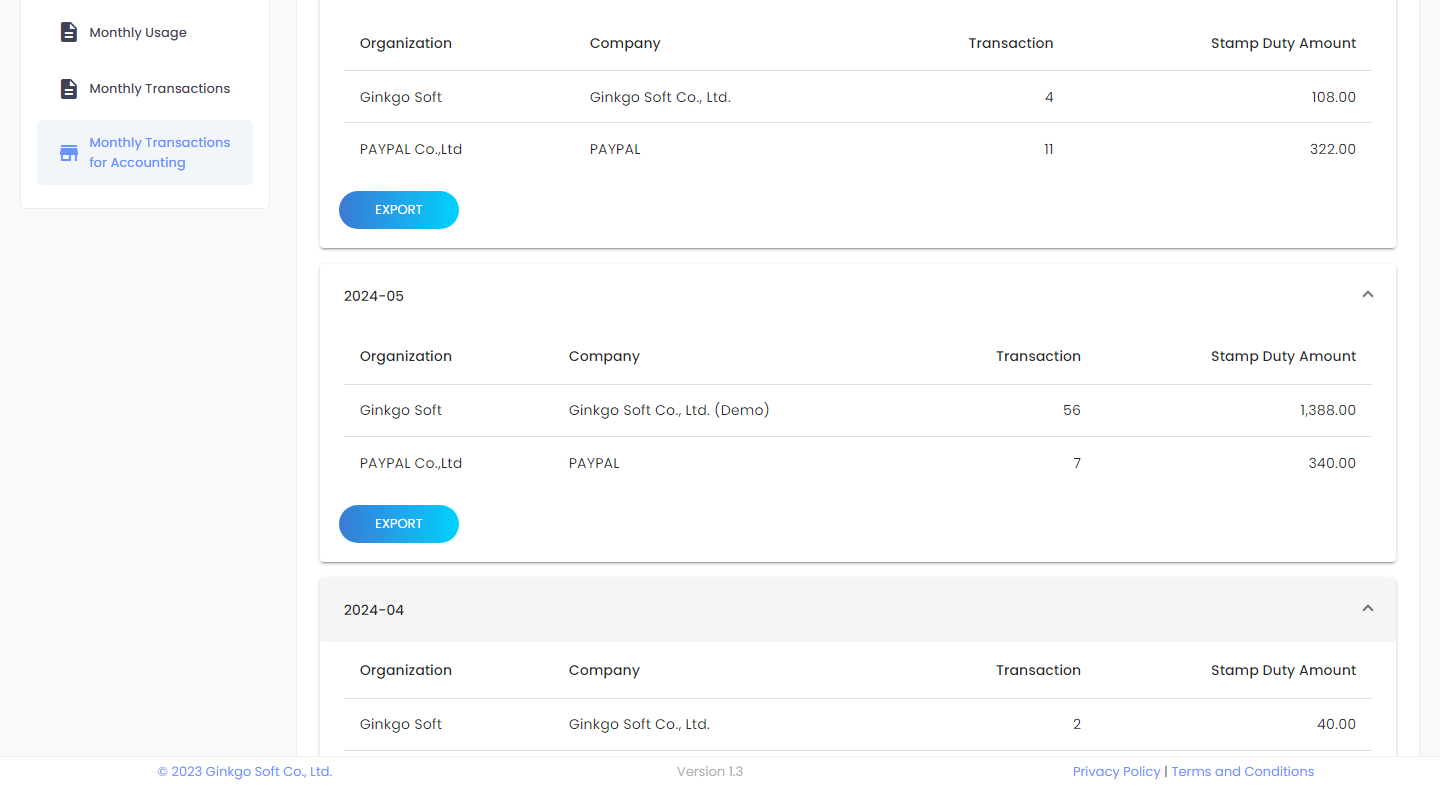 Monthly Usage
Monthly Transactions
Monthly Transactions
for Accounting
Organization Company Transaction Stamp Duty Amount
Ginkgo Soft Ginkgo Soft Co., Ltd. 4 108.00
PAYPAL Co.,Ltd PAYPAL 11 322.00
EXPORT
2024-05
Organization Company Transaction Stamp Duty Amount
Ginkgo Soft Ginkgo Soft Co., Ltd. (Demo) 56 1,388.00
PAYPAL Co.,Ltd PAYPAL 7 340.00
EXPORT
2024-04
Organization Company Transaction Stamp Duty Amount
Ginkgo Soft Ginkgo Soft Co., Ltd. 2 40.00
© 2023 Ginkgo Soft Co., Ltd. Version 1.3 Privacy Policy | Terms and Conditions